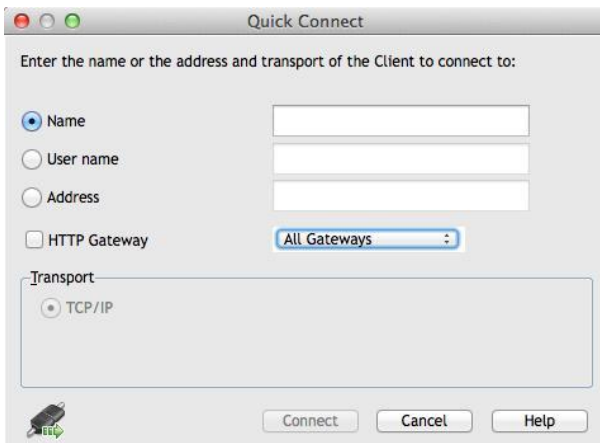 Quick Connect
Enter the name or the address and transport of the Client to connect to:
Name
User name
Address
HTTP Gateway All Gateways
Transport
TCP/IP
Connect Cancel Help